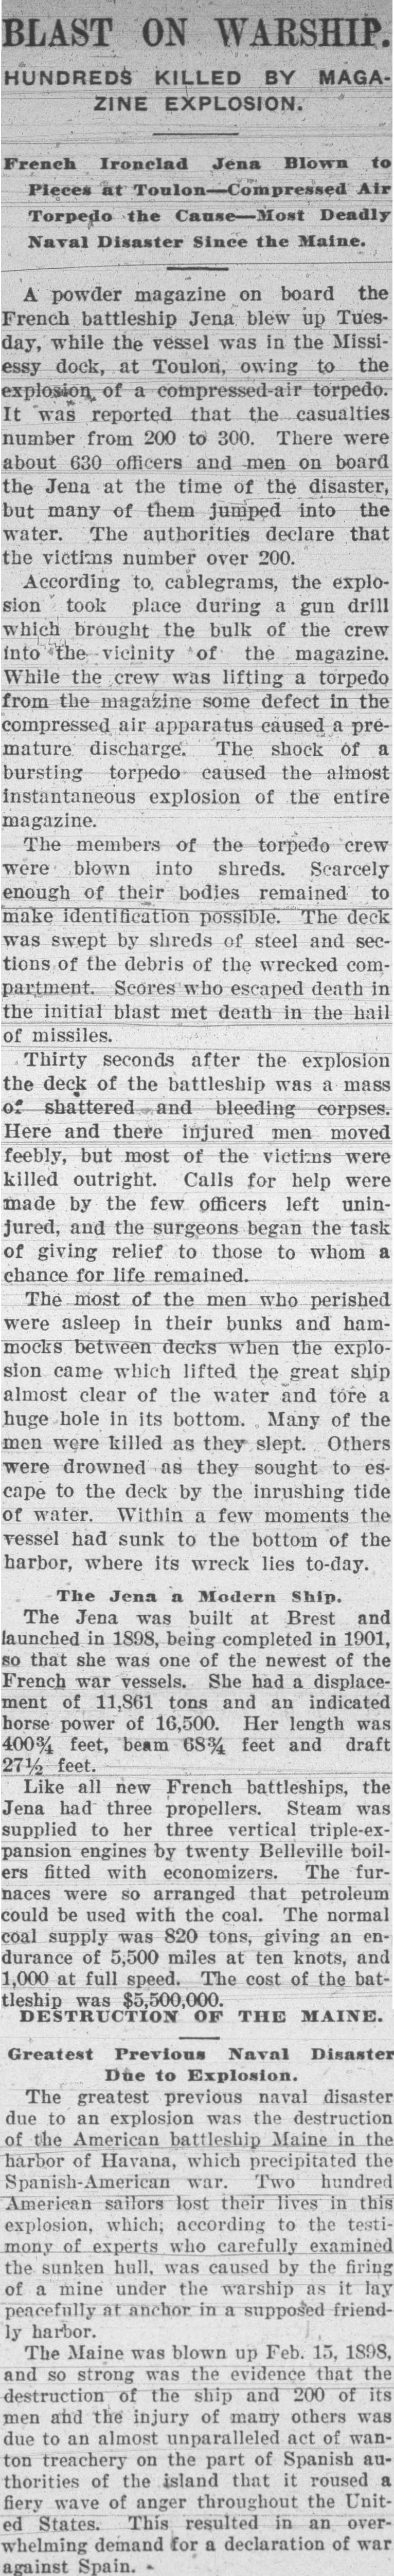 BLAST ON WARSHIP.
HUNDREDS KILLED BY MAGA-
ZINE EXPLOSION.
French Ironclad Jena Blown to
Pieces at Toulon—Compressed Air
Torpedo the Cause—Most Deadly
Naval Disaster Since the Maine.
A powder magazine on board the
French battleship Jena blew up Tues-
day, while the vessel was in the Missi-
essy dock, at Toulon, owing to the
explosion of a compressed-air torpedo.
It was reported that the casualties
number from 200 to 300. There were
about 630 officers and men on board
the Jena at the time of the disaster,
but many of them jumped into the
water. The authorities declare that
the victims number over 200.
According to cablegrams, the explo-
sion took place during a gun drill
which brought the bulk of the crew
into the vicinity of the magazine.
While the crew was lifting a torpedo
from the magazine some defect in the
compressed air apparatus caused a pre-
mature discharge. The shock of a
bursting torpedo caused the almost
instantaneous explosion of the entire
magazine.
The members of the torpedo crew
were blown into shreds. Scarcely
enough of their bodies remained to
make identification possible. The deck
was swept by shreds of steel and sec-
tions of the debris of the wrecked com-
partment. Scores who escaped death in
the initial blast met death in the hail
of missiles.
Thirty seconds after the explosion
the deck of the battleship was a mass
of shattered and bleeding corpses.
Here and there injured men moved
feebly, but most of the victims were
killed outright. Calls for help were
made by the few officers left unin-
jured, and the surgeons began the task
of giving relief to those to whom a
chance for life remained.
The most of the men who perished
were asleep in their bunks and ham-
mocks between decks when the explo-
sion came which lifted the great ship
almost clear of the water and tore a
huge hole in its bottom. Many of the
men were killed as they slept. Others
were drowned as they sought to es-
cape to the deck by the inrushing tide
of water. Within a few moments the
vessel had sunk to the bottom of the
harbor, where its wreck lies to-day.
The Jena a Modern Ship.
The Jena was built at Brest and
launched in 1898, being completed in 1901,
so that she was one of the newest of the
French war vessels. She had a displace-
ment of 11,861 tons and an indicated
horse power of 16,500. Her length was
400¾ feet, beam 68¾ feet and draft
27½ feet.
Like all new French battleships, the
Jena had three propellers. Steam was
supplied to her three vertical triple-ex-
pansion engines by twenty Belleville boil-
ers fitted with economizers. The fur-
naces were so arranged that petroleum
could be used with the coal. The normal
coal supply was 820 tons, giving an en-
durance of 5,500 miles at ten knots, and
1,000 at full speed. The cost of the bat-
tleship was $5,500,000.
DESTRUCTION OF THE MAINE.
Greatest Previous Naval Disaster
Due to Explosion.
The greatest previous naval disaster
due to an explosion was the destruction
of the American battleship Maine in the
harbor of Havana, which precipitated the
Spanish-American war. Two hundred
American sailors lost their lives in this
explosion, which, according to the testi-
mony of experts who carefully examined
the sunken hull, was caused by the firing
of a mine under the warship as it lay
peacefully at anchor in a supposed friend-
ly harbor.
The Maine was blown up Feb. 15, 1898,
and so strong was the evidence that the
destruction of the ship and 200 of its
men and the injury of many others was
due to an almost unparalleled act of wan-
ton treachery on the part of Spanish au-
thorities of the island that it roused a
fiery wave of anger throughout the Unit-
ed States. This resulted in an over-
whelming demand for a declaration of war
against Spain.